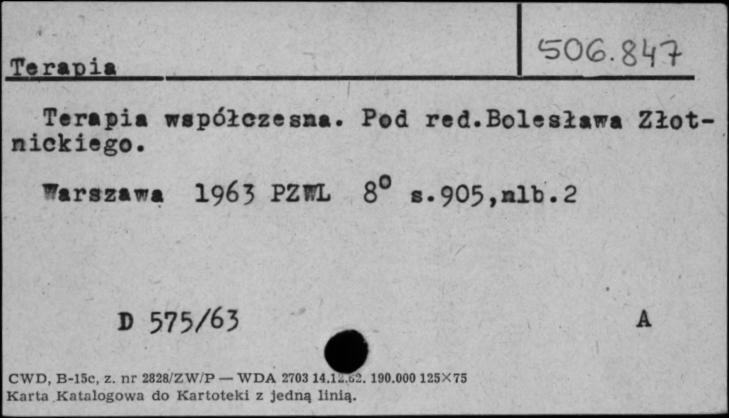 506.847
Terapia
Terapia współczesna. Pod red.Bolesława Złot-
nickiego.
Warszawa 1963 PZWL 8° s.905,nlb.2
D 575/63 A
CWD, B-15c, z. nr 2828/ZW/P — WDA 2703 14.12.62. 190.000 125×75
Karta Katalogowa do Kartoteki z jedną linią.